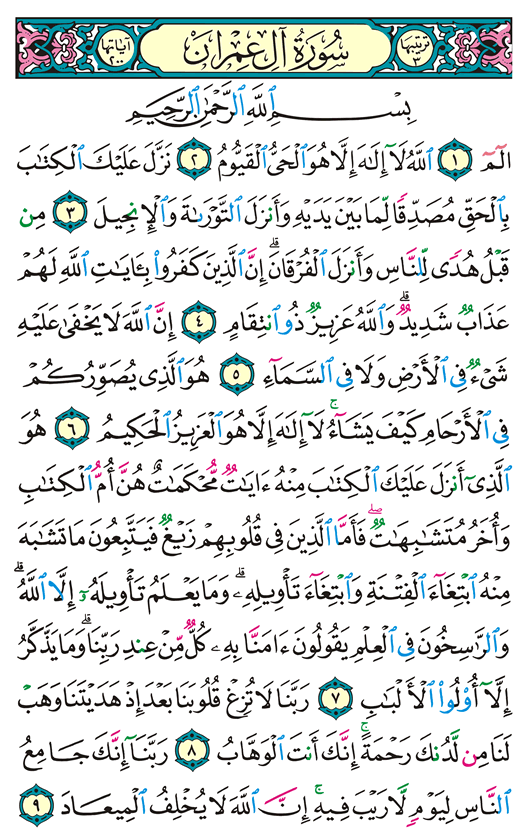 ترتيبها ٣ سُورَةُ آلِ عِمْرَانَ آياتها ٢٠٠
بِسْمِ ٱللَّهِ ٱلرَّحْمَٰنِ ٱلرَّحِيمِ
الٓمٓ ١ ٱللَّهُ لَآ إِلَٰهَ إِلَّا هُوَ ٱلْحَىُّ ٱلْقَيُّومُ ٢ نَزَّلَ عَلَيْكَ ٱلْكِتَٰبَ
بِٱلْحَقِّ مُصَدِّقًا لِّمَا بَيْنَ يَدَيْهِ وَأَنزَلَ ٱلتَّوْرَىٰةَ وَٱلْإِنجِيلَ ٣ مِن
قَبْلُ هُدًى لِّلنَّاسِ وَأَنزَلَ ٱلْفُرْقَانَ ۗ إِنَّ ٱلَّذِينَ كَفَرُوا۟ بِـَٔايَٰتِ ٱللَّهِ لَهُمْ
عَذَابٌ شَدِيدٌ ۗ وَٱللَّهُ عَزِيزٌ ذُو ٱنتِقَامٍ ٤ إِنَّ ٱللَّهَ لَا يَخْفَىٰ عَلَيْهِ
شَىْءٌ فِى ٱلْأَرْضِ وَلَا فِى ٱلسَّمَآءِ ٥ هُوَ ٱلَّذِى يُصَوِّرُكُمْ
فِى ٱلْأَرْحَامِ كَيْفَ يَشَآءُ ۚ لَآ إِلَٰهَ إِلَّا هُوَ ٱلْعَزِيزُ ٱلْحَكِيمُ ٦ هُوَ
ٱلَّذِىٓ أَنزَلَ عَلَيْكَ ٱلْكِتَٰبَ مِنْهُ ءَايَٰتٌ مُّحْكَمَٰتٌ هُنَّ أُمُّ ٱلْكِتَٰبِ
وَأُخَرُ مُتَشَٰبِهَٰتٌ ۖ فَأَمَّا ٱلَّذِينَ فِى قُلُوبِهِمْ زَيْغٌ فَيَتَّبِعُونَ مَا تَشَٰبَهَ
مِنْهُ ٱبْتِغَآءَ ٱلْفِتْنَةِ وَٱبْتِغَآءَ تَأْوِيلِهِۦ ۗ وَمَا يَعْلَمُ تَأْوِيلَهُۥٓ إِلَّا ٱللَّهُ ۗ
وَٱلرَّٰسِخُونَ فِى ٱلْعِلْمِ يَقُولُونَ ءَامَنَّا بِهِۦ كُلٌّ مِّنْ عِندِ رَبِّنَا ۗ وَمَا يَذَّكَّرُ
إِلَّآ أُو۟لُوا۟ ٱلْأَلْبَٰبِ ٧ رَبَّنَا لَا تُزِغْ قُلُوبَنَا بَعْدَ إِذْ هَدَيْتَنَا وَهَبْ
لَنَا مِن لَّدُنكَ رَحْمَةً ۚ إِنَّكَ أَنتَ ٱلْوَهَّابُ ٨ رَبَّنَآ إِنَّكَ جَامِعُ
ٱلنَّاسِ لِيَوْمٍ لَّا رَيْبَ فِيهِ ۚ إِنَّ ٱللَّهَ لَا يُخْلِفُ ٱلْمِيعَادَ ٩